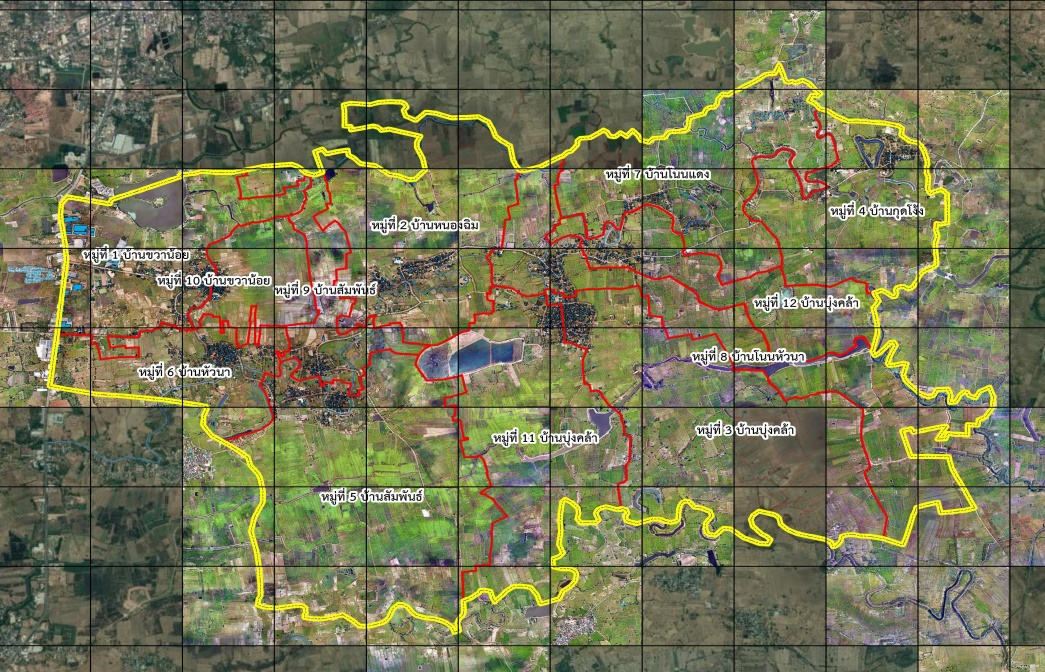 หมู่ที่ 7 บ้านโนนแดง
หมู่ที่ 4 บ้านกุดโง้ง
หมู่ที่ 2 บ้านหนองฉิม
หมู่ที่ 1 บ้านขวาน้อย
หมู่ที่ 10 บ้านขวาน้อย
หมู่ที่ 9 บ้านสัมพันธ์
หมู่ที่ 12 บ้านบุ่งคล้า
หมู่ที่ 8 บ้านโนนหัวนา
หมู่ที่ 6 บ้านหัวนา
หมู่ที่ 3 บ้านบุ่งคล้า
หมู่ที่ 11 บ้านบุ่งคล้า
หมู่ที่ 5 บ้านสัมพันธ์